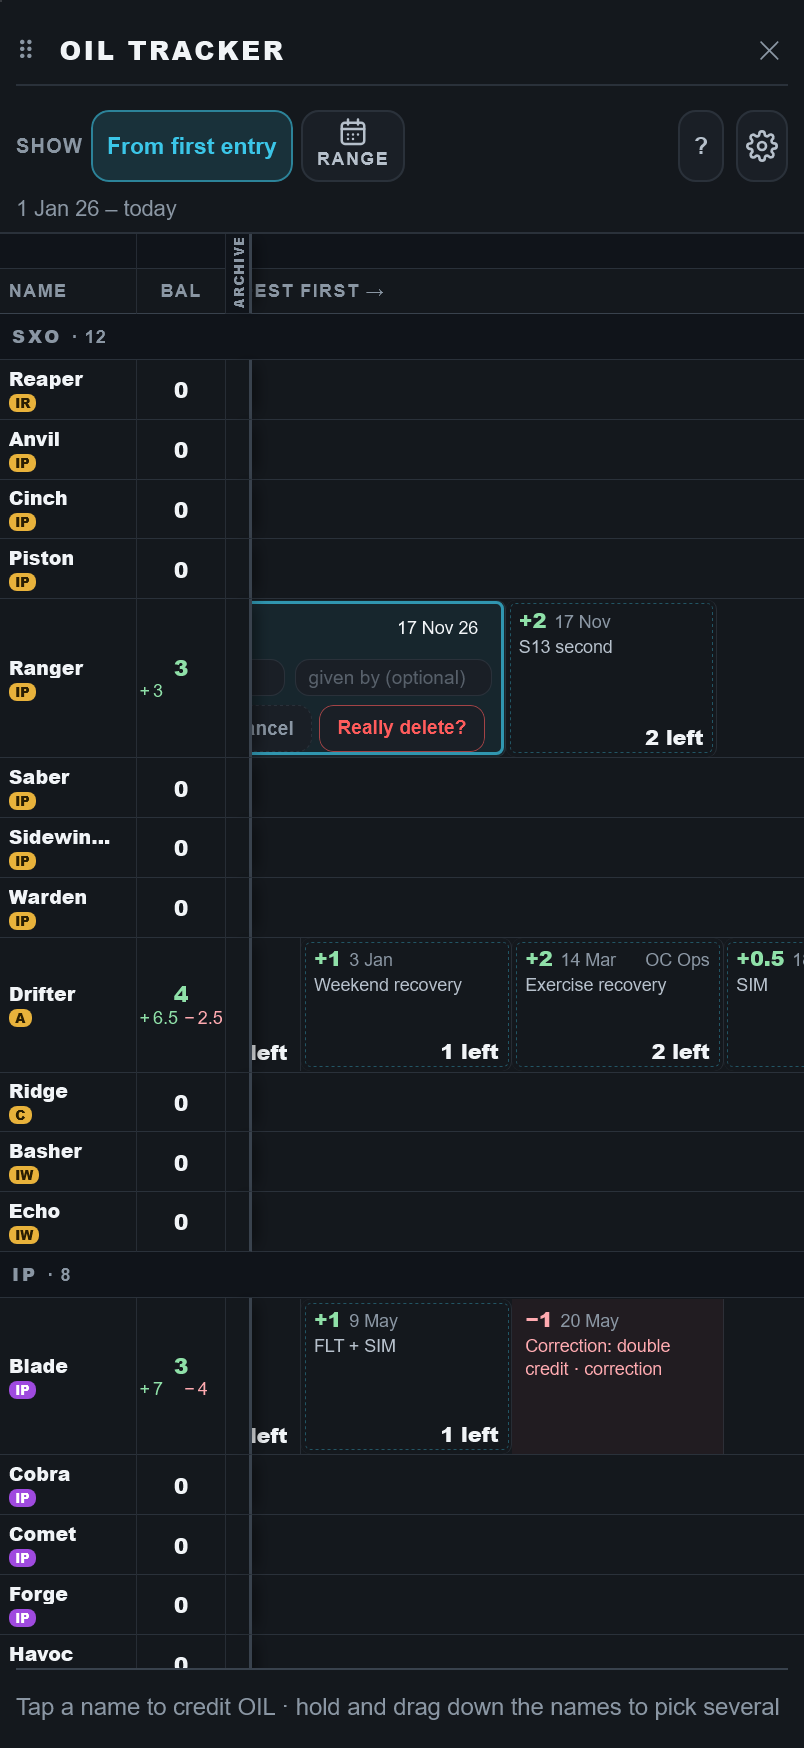 OIL TRACKER
SHOW
From first entry
RANGE
?
1 Jan 26 – today
ARCHIVE
NAME
BAL
EST FIRST →
SXO · 12
Reaper
IR
0
Anvil
IP
0
Cinch
IP
0
Piston
IP
0
Ranger
IP
3
+3
17 Nov 26
given by (optional)
ncel
Really delete?
+2 17 Nov
S13 second
2 left
Saber
IP
0
Sidewin...
IP
0
Warden
IP
0
Drifter
A
4
+6.5 −2.5
left
+1 3 Jan
Weekend recovery
1 left
+2 14 Mar OC Ops
Exercise recovery
2 left
+0.5 1
SIM
Ridge
C
0
Basher
IW
0
Echo
IW
0
IP · 8
Blade
IP
3
+7 −4
left
+1 9 May
FLT + SIM
1 left
−1 20 May
Correction: double
credit · correction
Cobra
IP
0
Comet
IP
0
Forge
IP
0
Havoc
0
Tap a name to credit OIL · hold and drag down the names to pick several